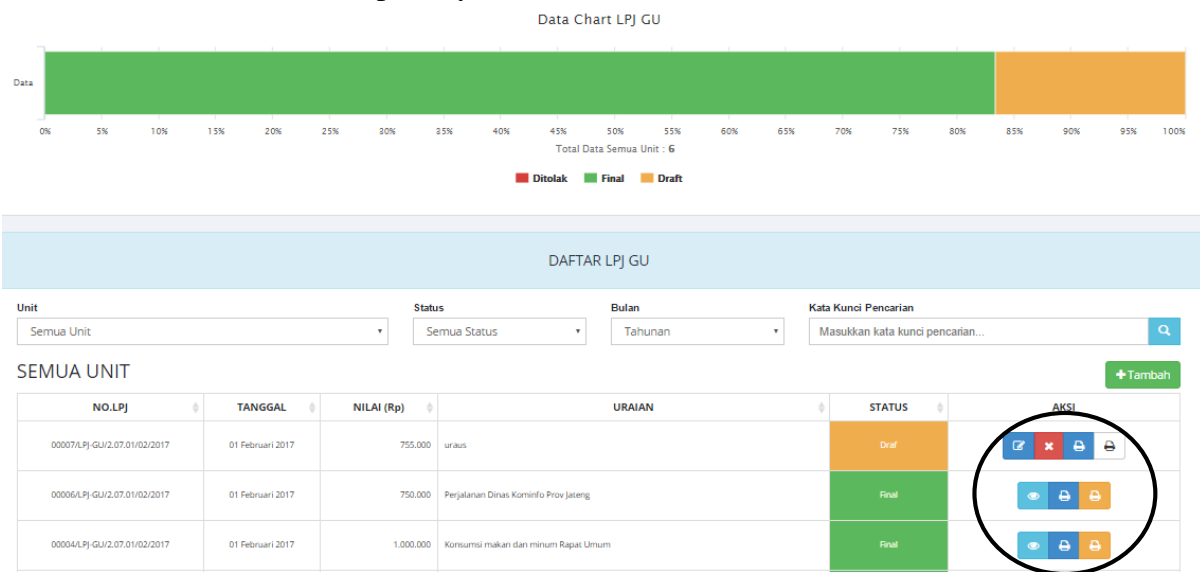 Data Chart LPJ GU
Data
0% 5% 10% 15% 20% 25% 30% 35% 40% 45% 50% 55% 60% 65% 70% 75% 80% 85% 90% 95% 100%
Total Data Semua Unit : 6
Ditolak Final Draft
DAFTAR LPJ GU
Unit Status Bulan Kata Kunci Pencarian
Semua Unit Semua Status Tahunan Masukkan kata kunci pencarian...
SEMUA UNIT
+Tambah
NO.LPJ TANGGAL NILAI (Rp) URAIAN STATUS AKSI
00007/LPJ-GU/2.07.01/02/2017 01 Februari 2017 755.000 uraus Draf
00006/LPJ-GU/2.07.01/02/2017 01 Februari 2017 750.000 Perjalanan Dinas Kominfo Prov Jateng Final
00004/LPJ-GU/2.07.01/02/2017 01 Februari 2017 1.000.000 Konsumsi makan dan minum Rapat Umum Final